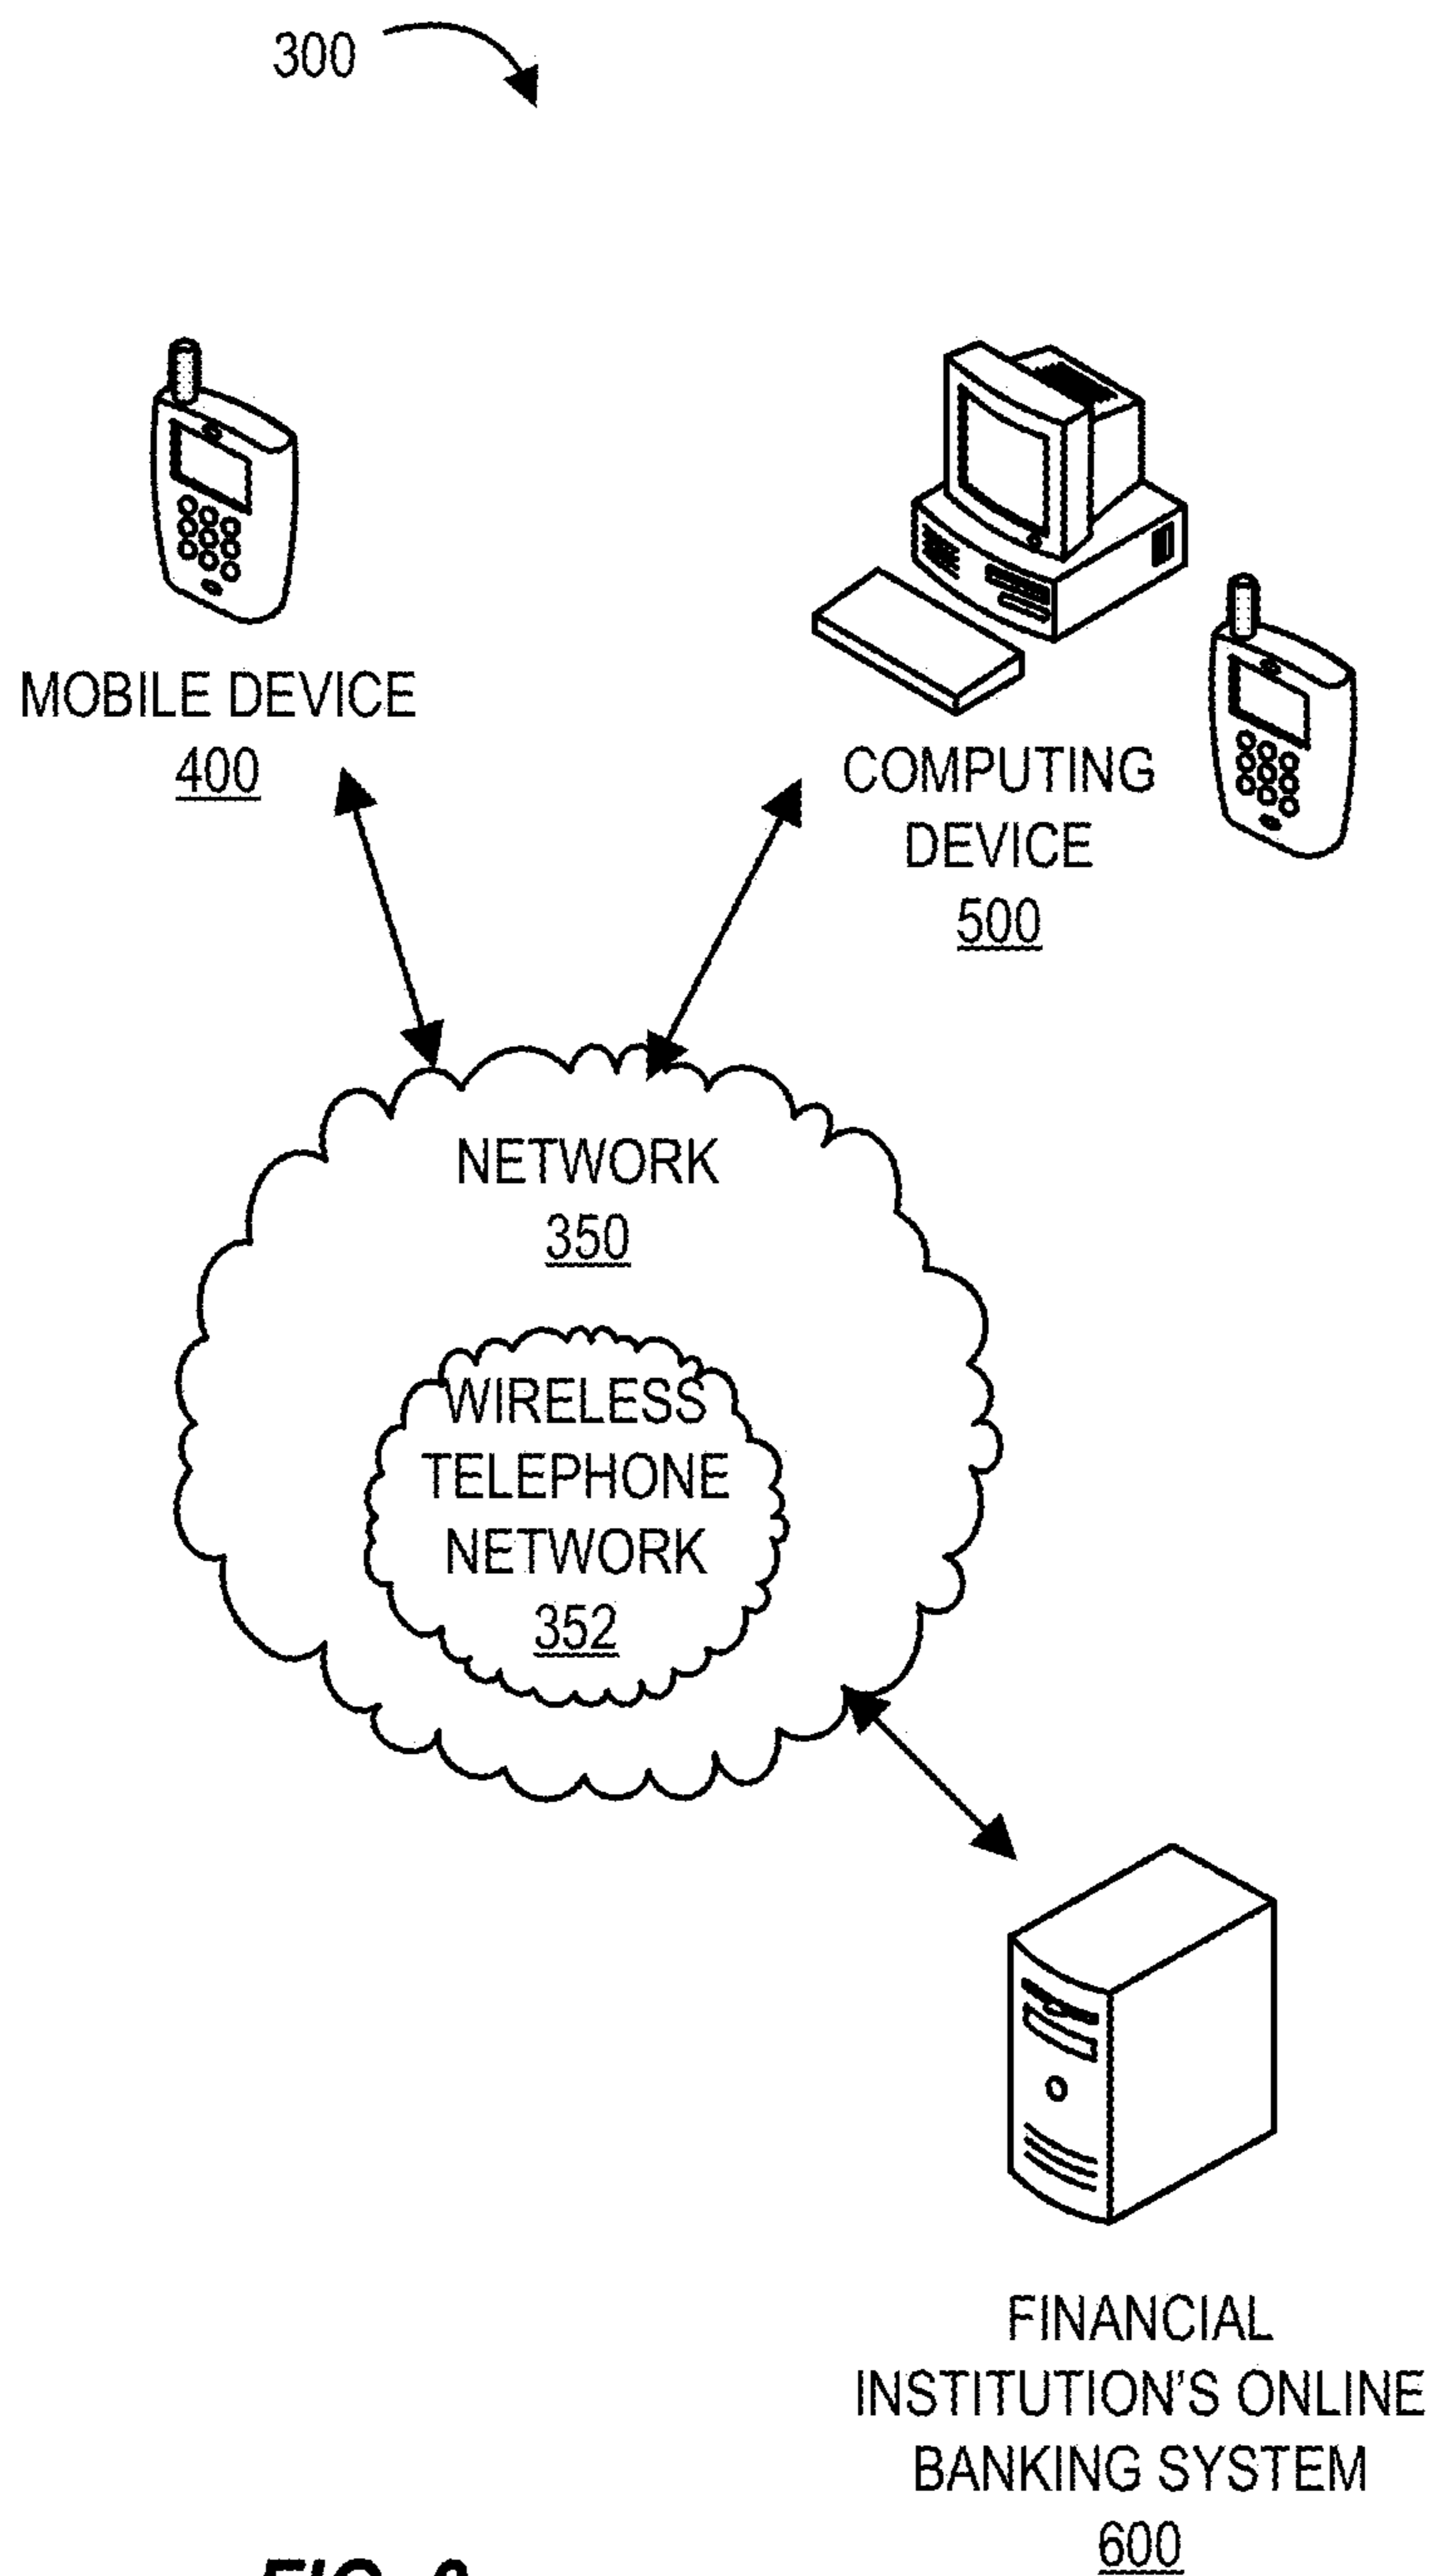 300
MOBILE DEVICE
400
COMPUTING
DEVICE
500
NETWORK
350
WIRELESS
TELEPHONE
NETWORK
352
FINANCIAL
INSTITUTION'S ONLINE
BANKING SYSTEM
600
FIG.